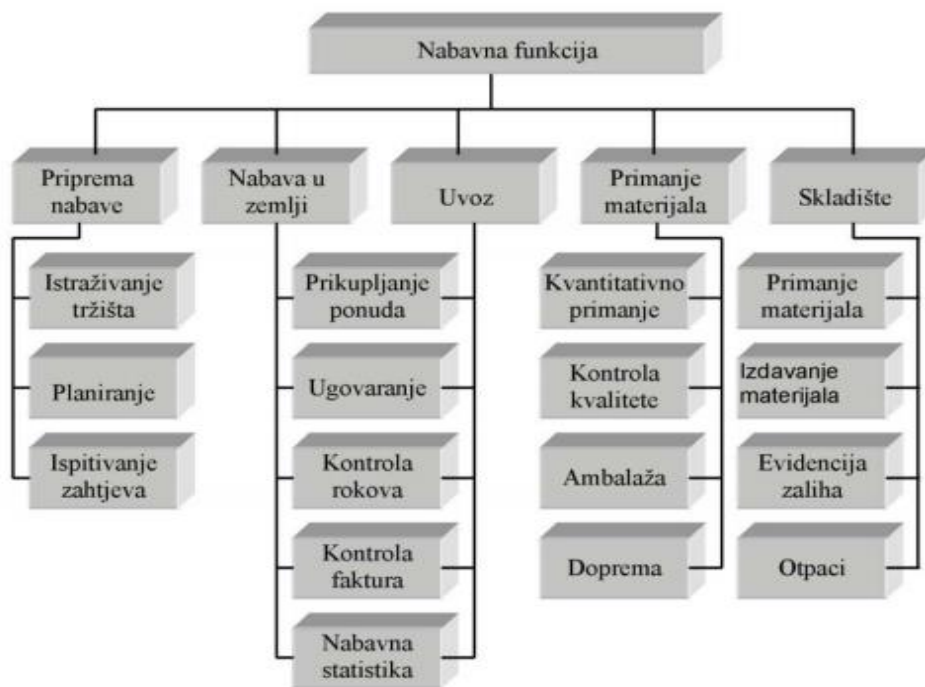 Nabavna funkcija
Priprema
nabave
Nabava u
zemlji
Uvoz
Primanje
materijala
Skladište
Istraživanje
tržišta
Planiranje
Ispitivanje
zahtjeva
Prikupljanje
ponuda
Ugovaranje
Kontrola
rokova
Kontrola
faktura
Nabavna
statistika
Kvantitativno
primanje
Kontrola
kvalitete
Ambalaža
Doprema
Primanje
materijala
Izdavanje
materijala
Evidencija
zaliha
Otpaci